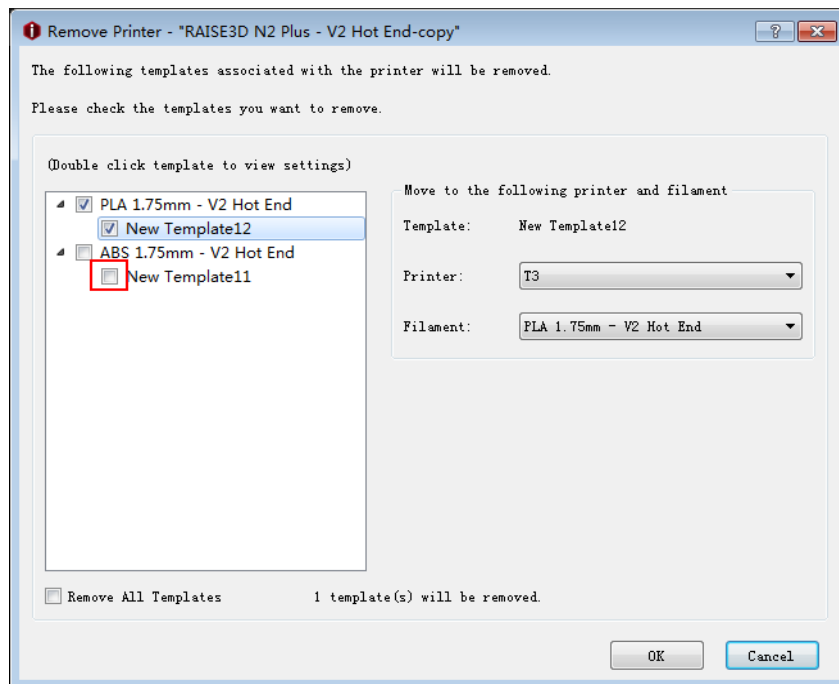 Remove Printer - "RAISE3D N2 Plus - V2 Hot End-copy"
The following templates associated with the printer will be removed.
Please check the templates you want to remove.
(Double click template to view settings)
PLA 1.75mm - V2 Hot End
New Template12
ABS 1.75mm - V2 Hot End
New Template11
Move to the following printer and filament
Template: New Template12
Printer: T3
Filament: PLA 1.75mm - V2 Hot End
Remove All Templates 1 template(s) will be removed.
OK Cancel